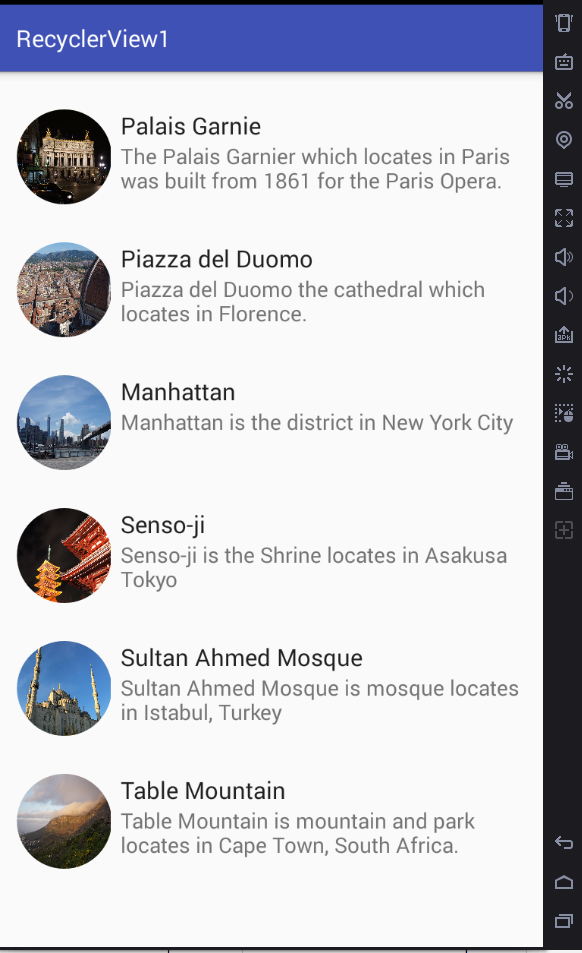 RecyclerView1
Palais Garnie
The Palais Garnier which locates in Paris
was built from 1861 for the Paris Opera.
Piazza del Duomo
Piazza del Duomo the cathedral which
locates in Florence.
Manhattan
Manhattan is the district in New York City
Senso-ji
Senso-ji is the Shrine locates in Asakusa
Tokyo
Sultan Ahmed Mosque
Sultan Ahmed Mosque is mosque locates
in Istabul, Turkey
Table Mountain
Table Mountain is mountain and park
locates in Cape Town, South Africa.